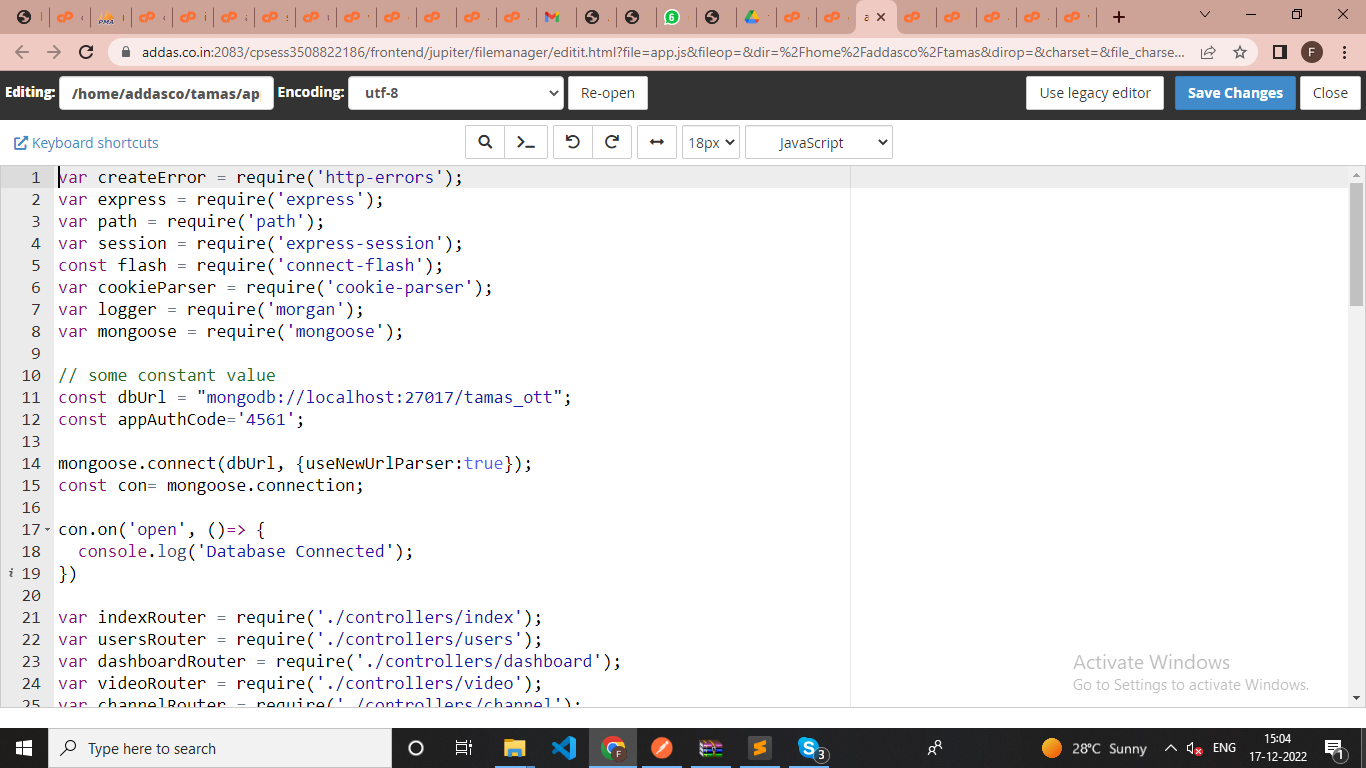 addas.co.in:2083/cpsess3508822186/frontend/jupiter/filemanager/editit.html?file=app.js&fileop=&dir=%2Fhome%2Faddasco%2Ftamas&dirop=&charset=&file_charse...
F
Editing: /home/addasco/tamas/ap Encoding: utf-8 Re-open Use legacy editor Save Changes Close
Keyboard shortcuts 18px JavaScript
1 var createError = require('http-errors');
2 var express = require('express');
3 var path = require('path');
4 var session = require('express-session');
5 const flash = require('connect-flash');
6 var cookieParser = require('cookie-parser');
7 var logger = require('morgan');
8 var mongoose = require('mongoose');
9
10 // some constant value
11 const dbUrl = "mongodb://localhost:27017/tamas_ott";
12 const appAuthCode='4561';
13
14 mongoose.connect(dbUrl, {useNewUrlParser:true});
15 const con= mongoose.connection;
16
17 con.on('open', ()=> {
18 console.log('Database Connected');
i 19 })
20
21 var indexRouter = require('./controllers/index');
22 var usersRouter = require('./controllers/users');
23 var dashboardRouter = require('./controllers/dashboard');
24 var videoRouter = require('./controllers/video');
25 var channelRouter = require('./controllers/channel');
Activate Windows
Go to Settings to activate Windows.
Type here to search
3
28°C Sunny
ENG
15:04
17-12-2022
1